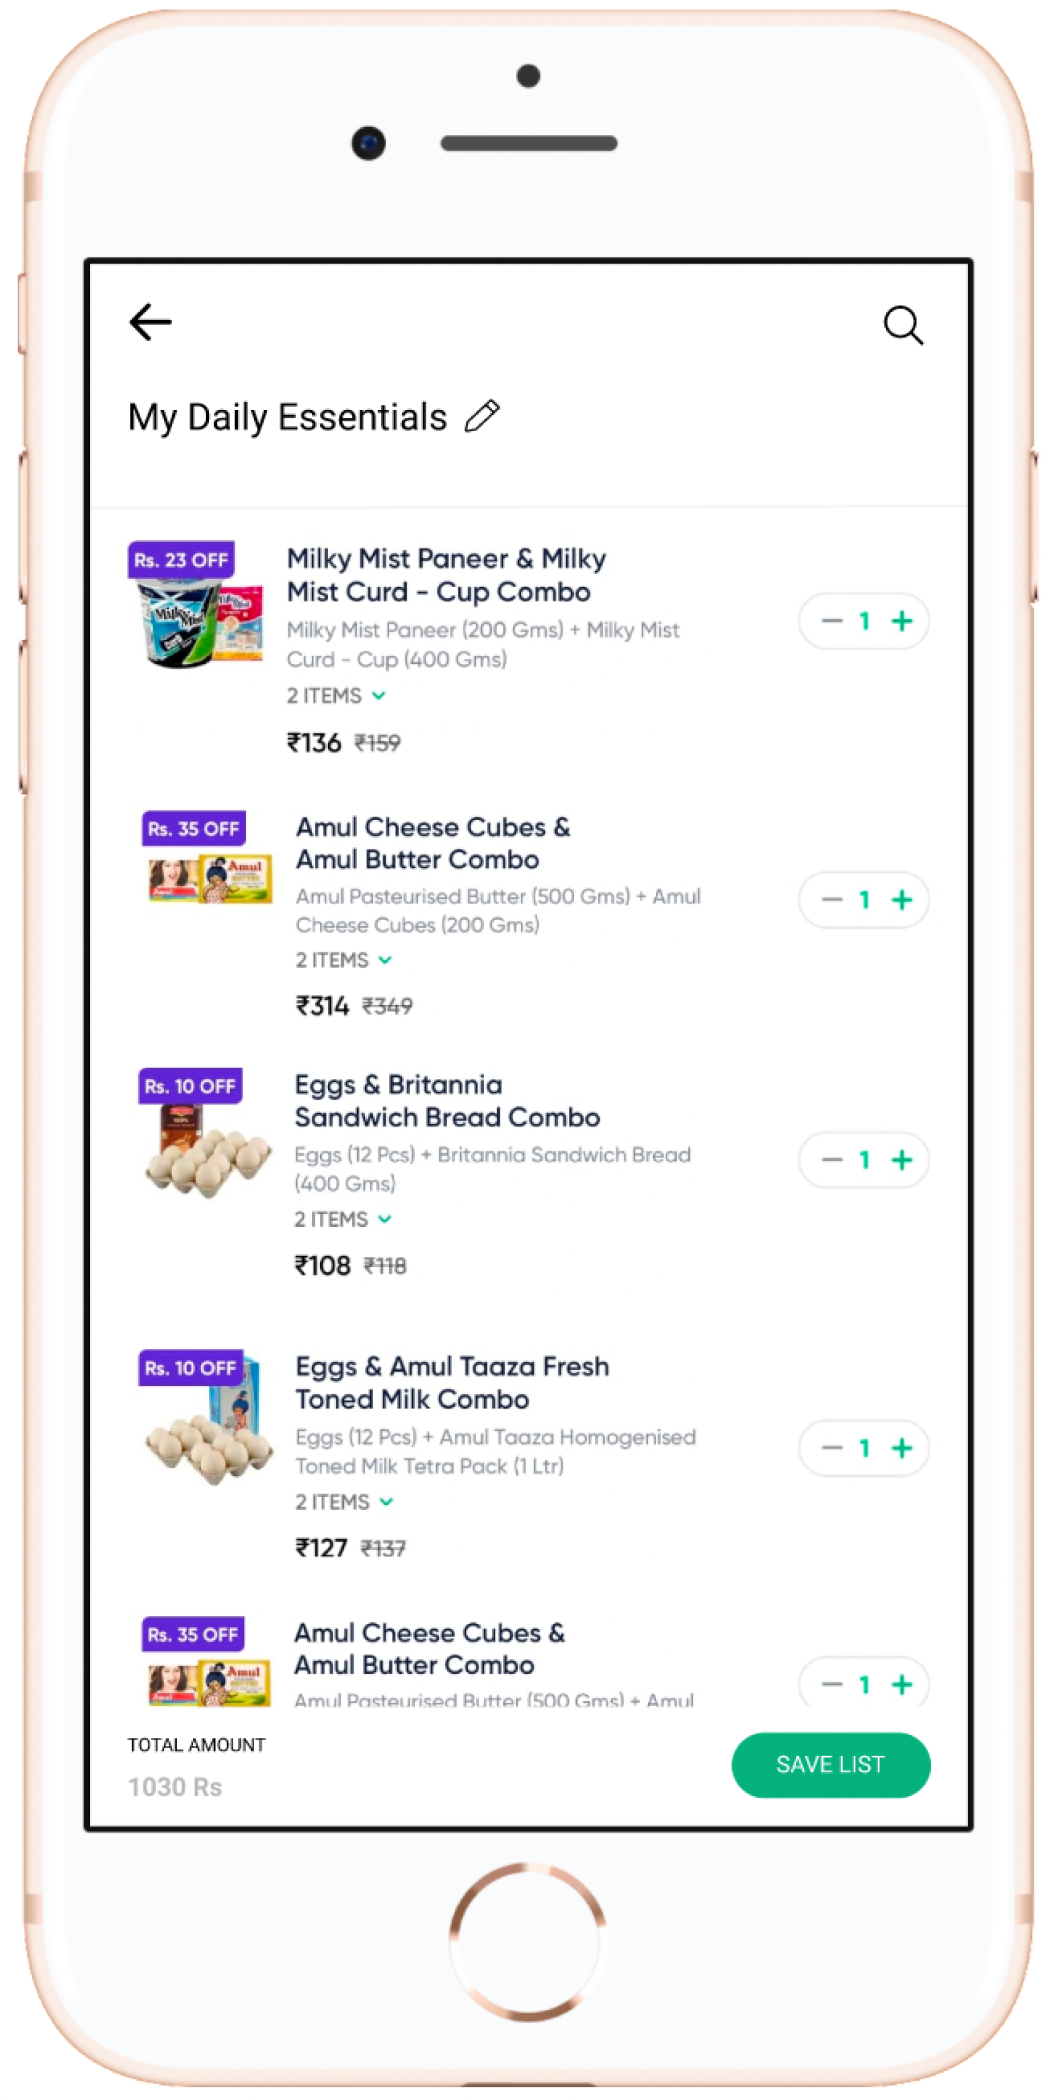 My Daily Essentials
Rs. 23 OFF
Milky Mist Paneer & Milky
Mist Curd - Cup Combo
Milky Mist Paneer (200 Gms) + Milky Mist
Curd - Cup (400 Gms)
2 ITEMS
₹136 ₹159
1
Rs. 35 OFF
Amul
Amul Cheese Cubes &
Amul Butter Combo
Amul Pasteurised Butter (500 Gms) + Amul
Cheese Cubes (200 Gms)
2 ITEMS
₹314 ₹349
1
Rs. 10 OFF
Eggs & Britannia
Sandwich Bread Combo
Eggs (12 Pcs) + Britannia Sandwich Bread
(400 Gms)
2 ITEMS
₹108 ₹118
1
Rs. 10 OFF
Eggs & Amul Taaza Fresh
Toned Milk Combo
Eggs (12 Pcs) + Amul Taaza Homogenised
Toned Milk Tetra Pack (1 Ltr)
2 ITEMS
₹127 ₹137
1
Rs. 35 OFF
Amul
Amul Cheese Cubes &
Amul Butter Combo
Amul Pasteurised Butter (500 Gms) + Amul
1
TOTAL AMOUNT
1030 Rs
SAVE LIST